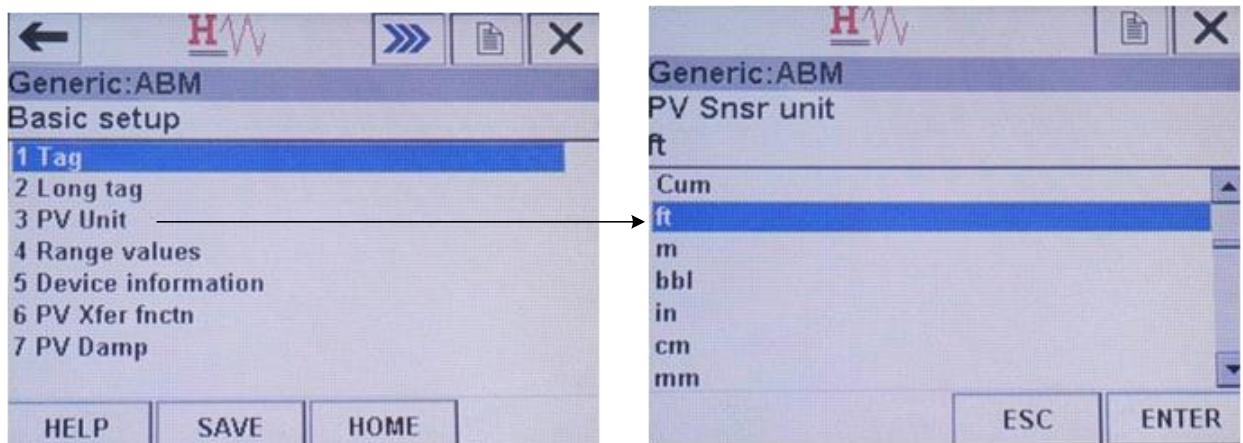 H
Generic:ABM
Basic setup
1 Tag
2 Long tag
3 PV Unit
4 Range values
5 Device information
6 PV Xfer fnctn
7 PV Damp
HELP
SAVE
HOME
H
Generic:ABM
PV Snsr unit
ft
Cum
ft
m
bbl
in
cm
mm
ESC
ENTER